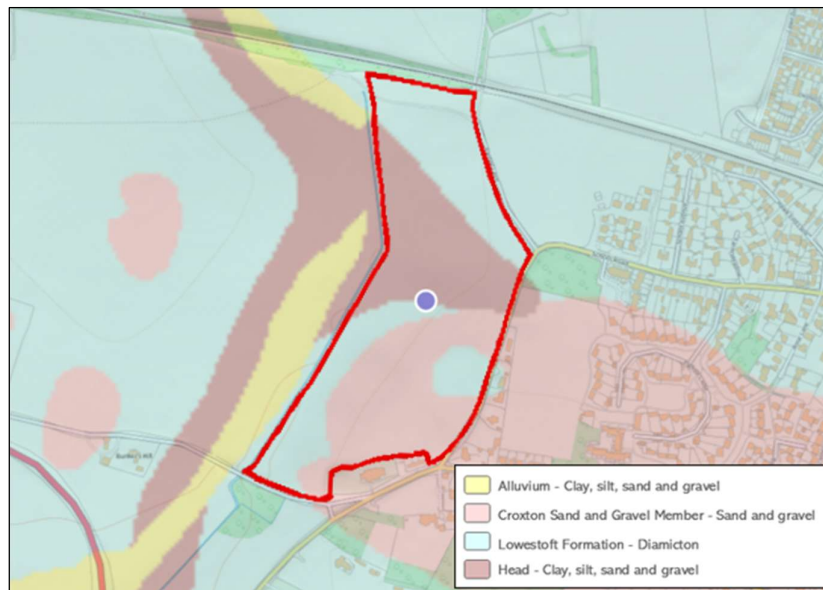 Alluvium - Clay, silt, sand and gravel
Croxton Sand and Gravel Member - Sand and gravel
Lowestoft Formation - Diamicton
Head - Clay, silt, sand and gravel